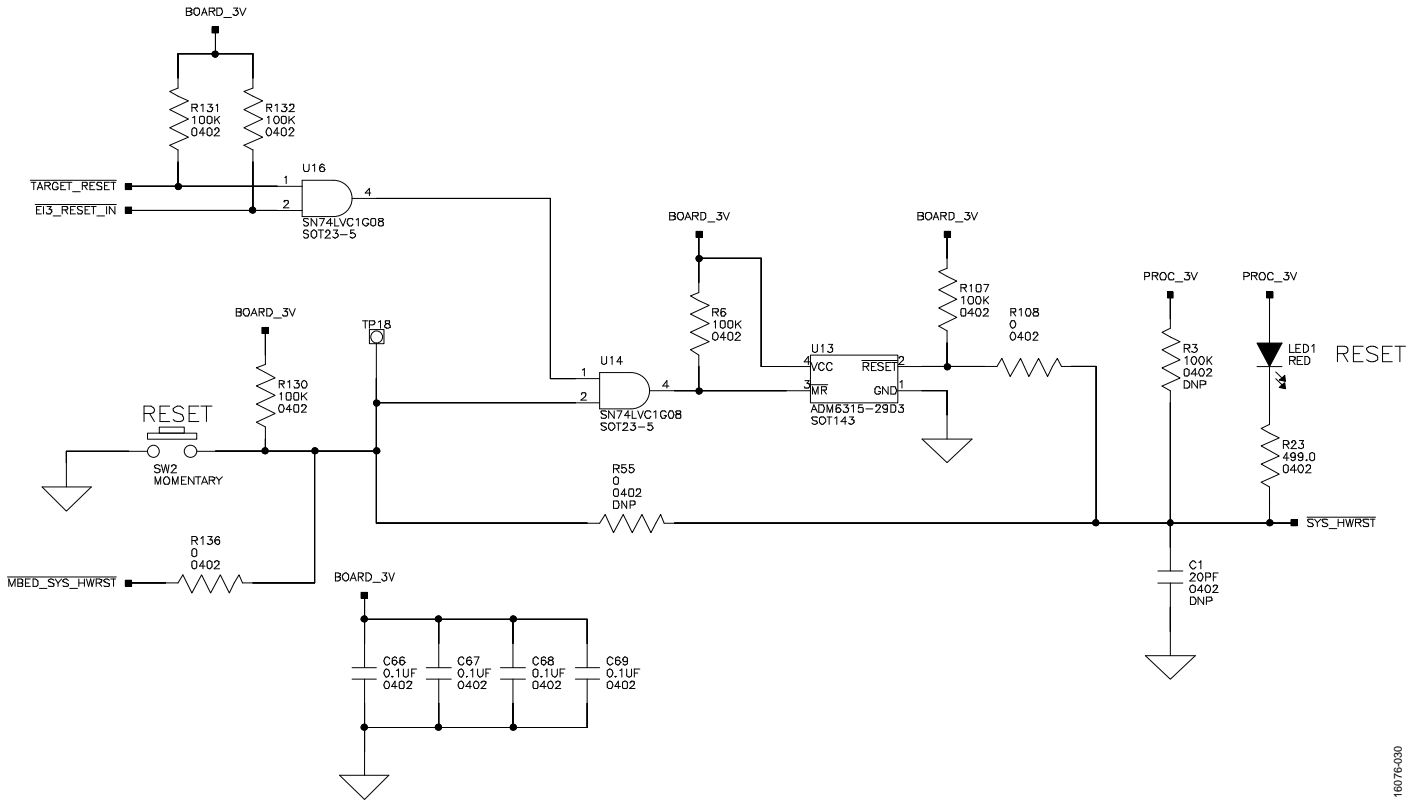 BOARD_3V
R131
100K
0402
R132
100K
0402
U16
TARGET_RESET
1
4
EI3_RESET_IN
2
SN74LVC1G08
SOT23-5
BOARD_3V
R6
100K
0402
BOARD_3V
R107
100K
0402
R108
0
0402
PROC_3V
R3
100K
0402
DNP
PROC_3V
LED1
RED
RESET
BOARD_3V
R130
100K
0402
TP18
U14
1
4
2
SN74LVC1G08
SOT23-5
U13
4
VCC
RESET
2
3
MR
GND
1
ADM6315-29D3
SOT143
RESET
SW2
MOMENTARY
R23
499.0
0402
R55
0
0402
DNP
SYS_HWRST
R136
0
0402
MBED_SYS_HWRST
C1
20PF
0402
DNP
BOARD_3V
C66
0.1UF
0402
C67
0.1UF
0402
C68
0.1UF
0402
C69
0.1UF
0402
16076-030